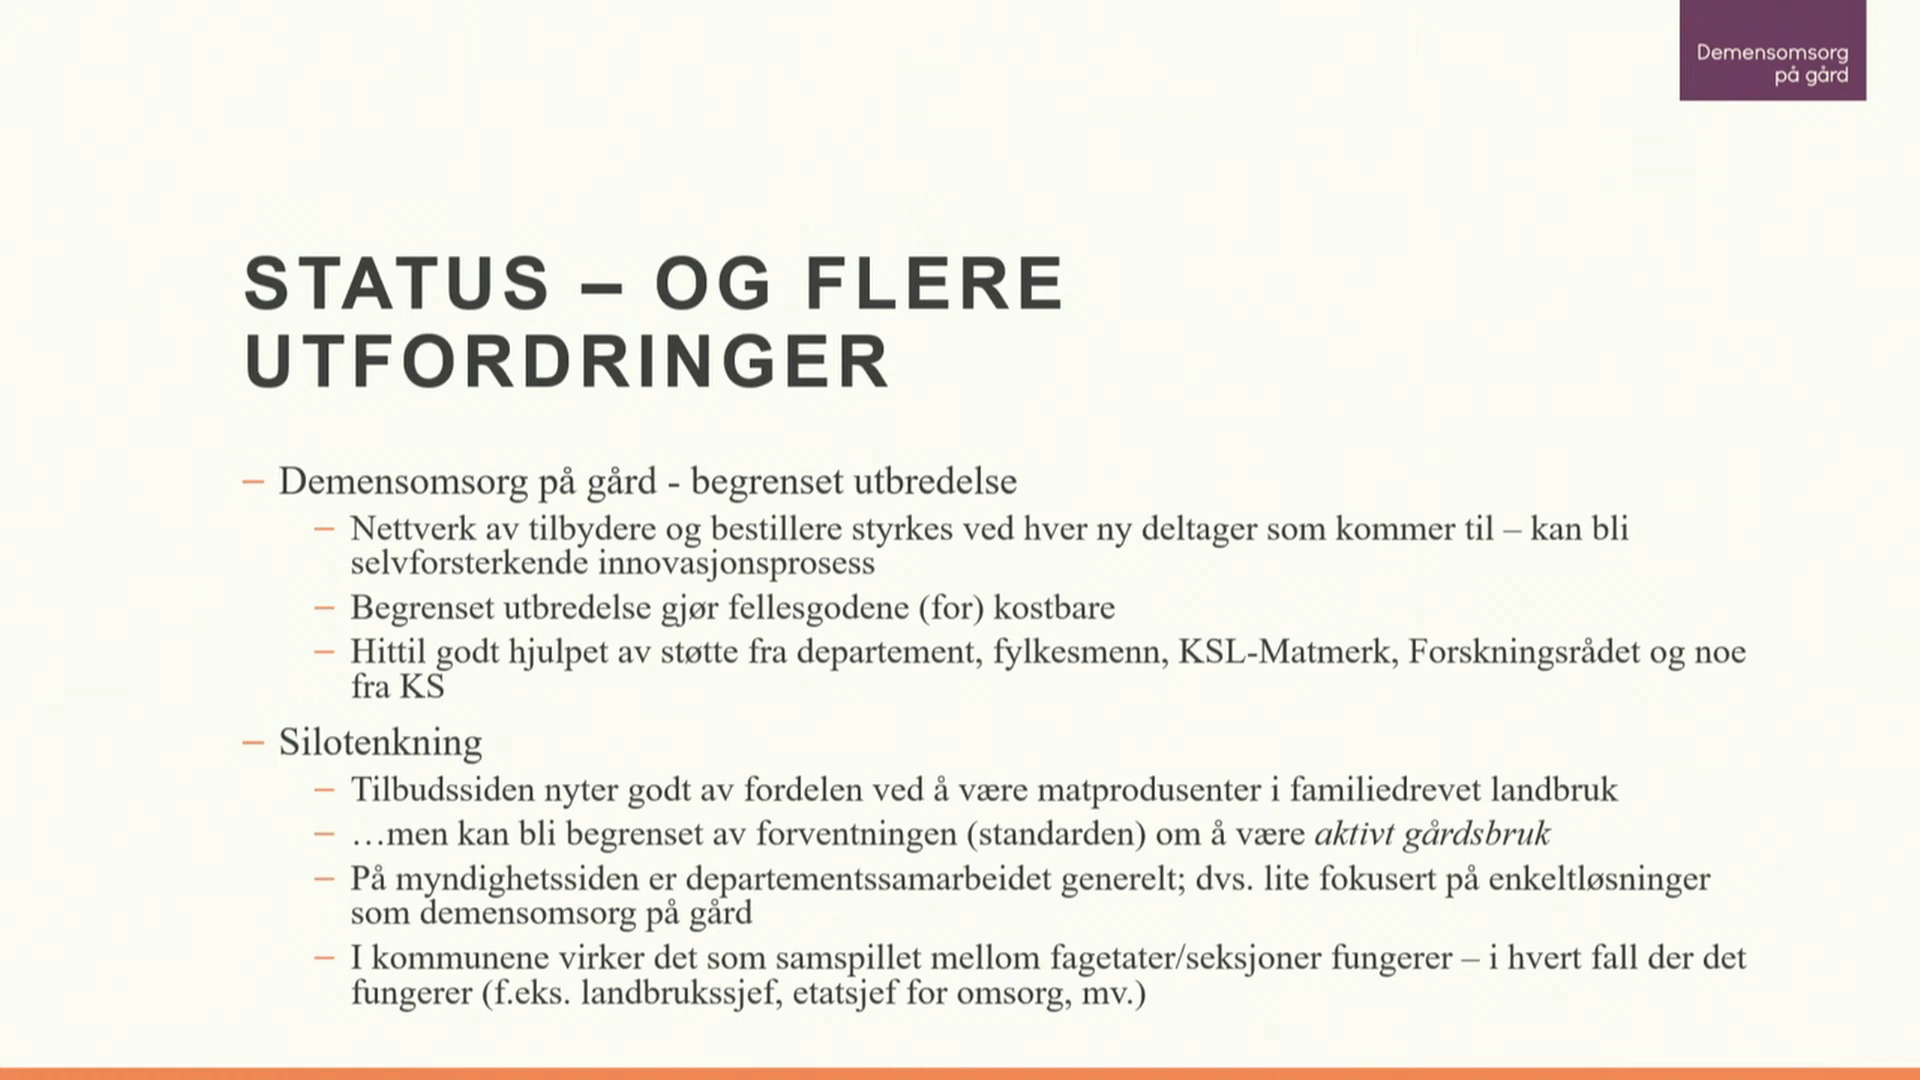 Demensomsorg
på gård
STATUS – OG FLERE
UTFORDRINGER
– Demensomsorg på gård - begrenset utbredelse
– Nettverk av tilbydere og bestillere styrkes ved hver ny deltager som kommer til – kan bli
selvforsterkende innovasjonsprosess
– Begrenset utbredelse gjør fellesgodene (for) kostbare
– Hittil godt hjulpet av støtte fra departement, fylkesmenn, KSL-Matmerk, Forskningsrådet og noe
fra KS
– Silotenkning
– Tilbudssiden nyter godt av fordelen ved å være matprodusenter i familiedrevet landbruk
– …men kan bli begrenset av forventningen (standarden) om å være aktivt gårdsbruk
– På myndighetssiden er departementssamarbeidet generelt; dvs. lite fokusert på enkeltløsninger
som demensomsorg på gård
– I kommunene virker det som samspillet mellom fagetater/seksjoner fungerer – i hvert fall der det
fungerer (f.eks. landbrukssjef, etatsjef for omsorg, mv.)